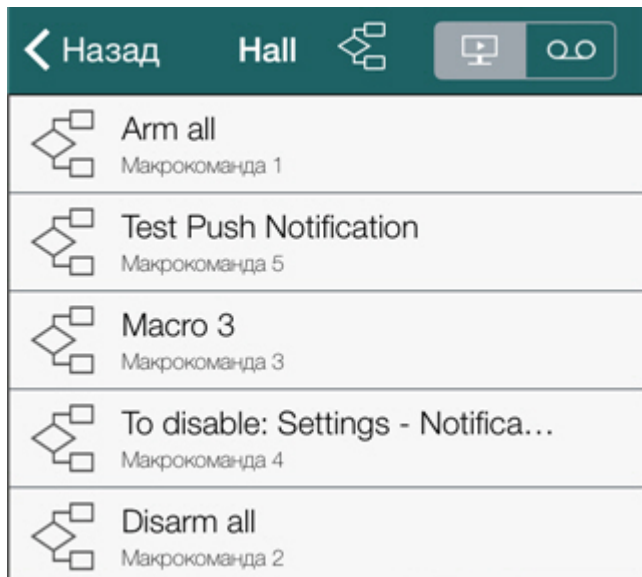 Назад Hall
Arm all
Макрокоманда 1
Test Push Notification
Макрокоманда 5
Macro 3
Макрокоманда 3
To disable: Settings - Notifica...
Макрокоманда 4
Disarm all
Макрокоманда 2